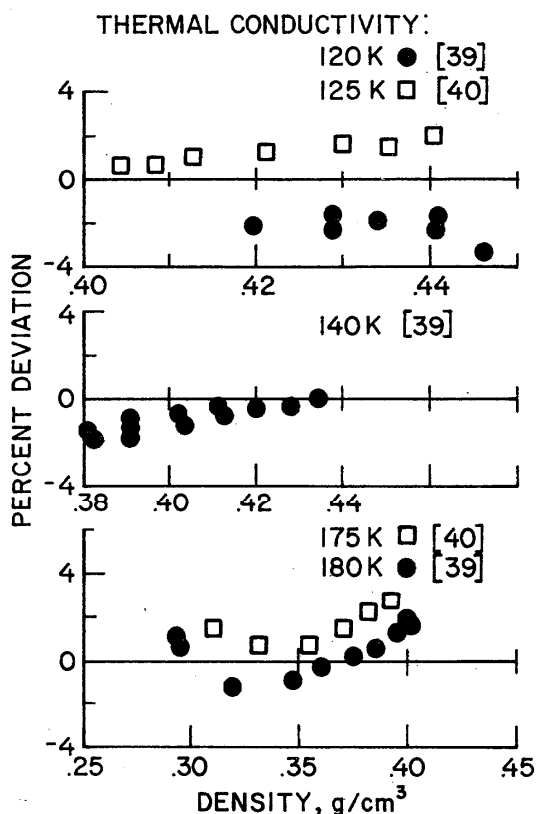 THERMAL CONDUCTIVITY:
120 K ● [39]
125 K □ [40]
4
0
-4
.40 .42 .44
PERCENT DEVIATION
140 K [39]
4
0
-4
.38 .40 .42 .44
175 K □ [40]
180 K ● [39]
4
0
-4
.25 .30 .35 .40 .45
DENSITY, g/cm³